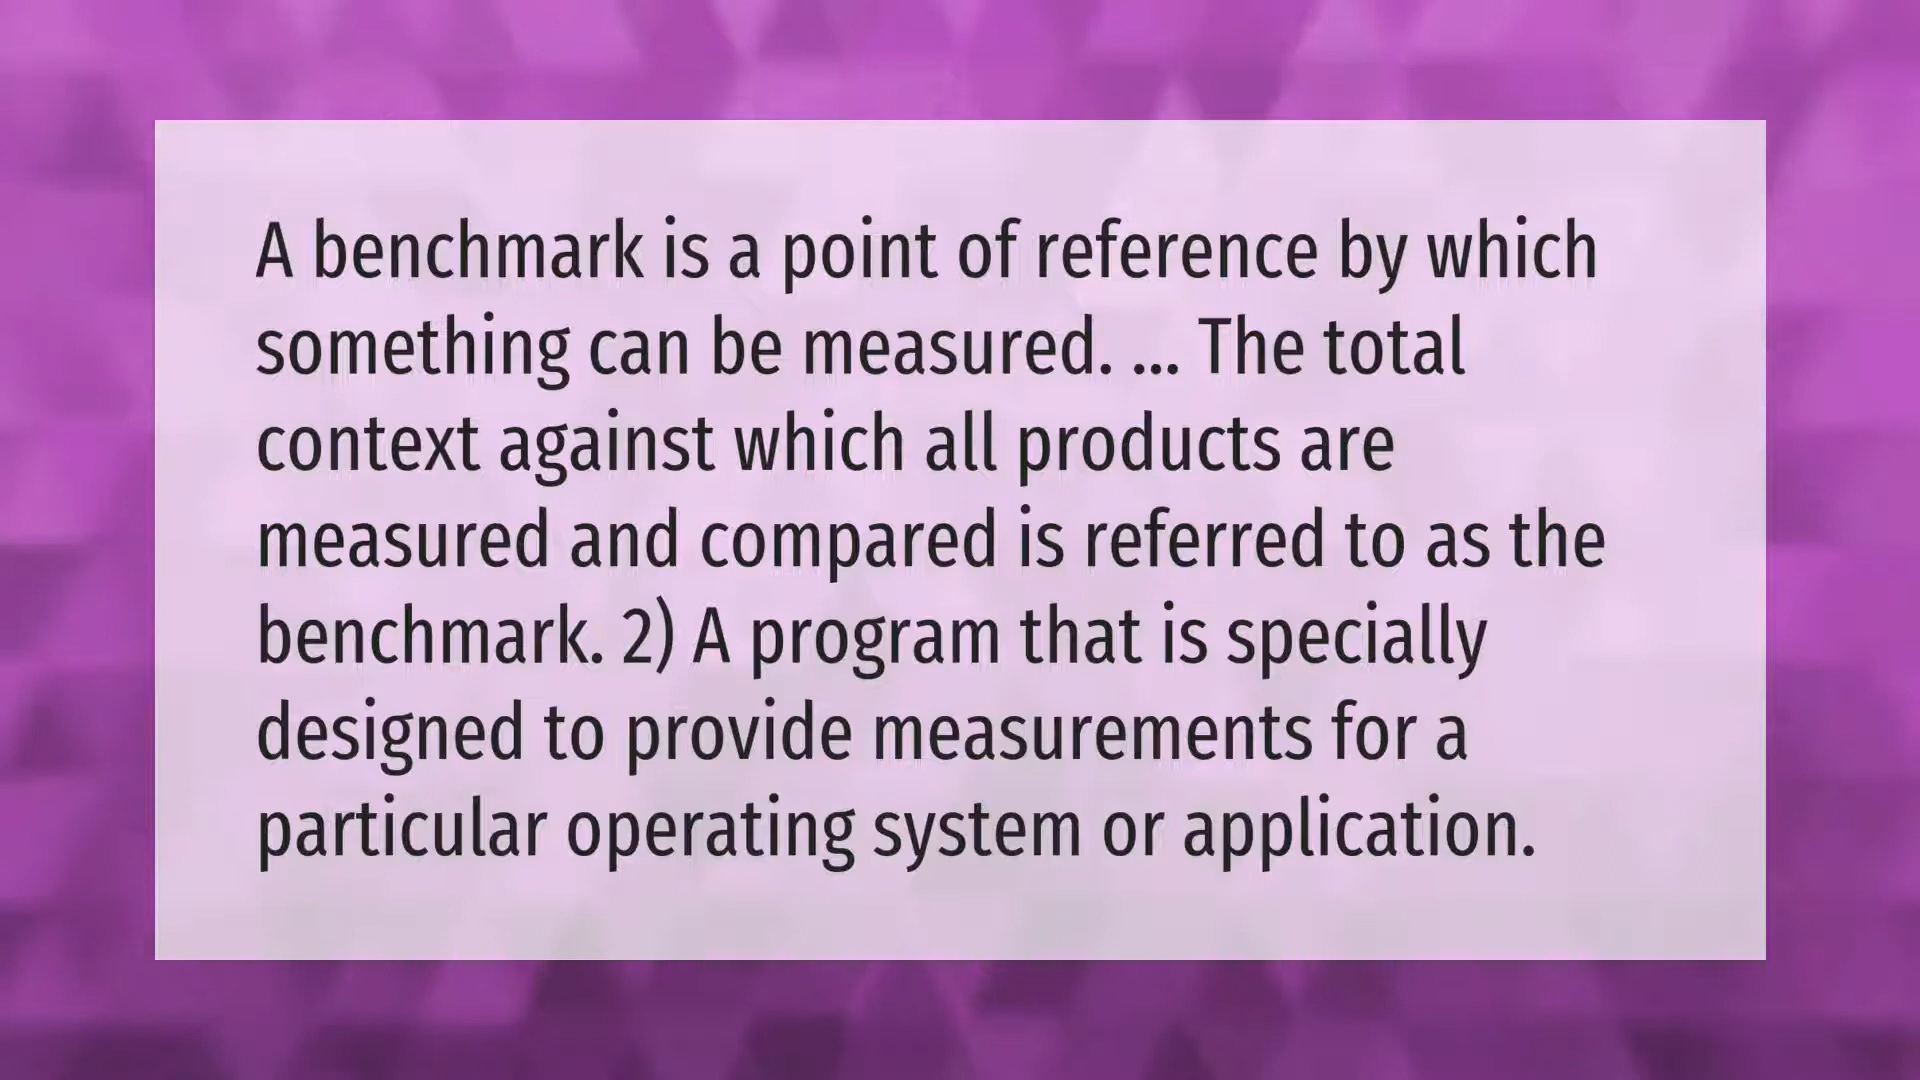 A benchmark is a point of reference by which
something can be measured. ... The total
context against which all products are
measured and compared is referred to as the
benchmark. 2) A program that is specially
designed to provide measurements for a
particular operating system or application.